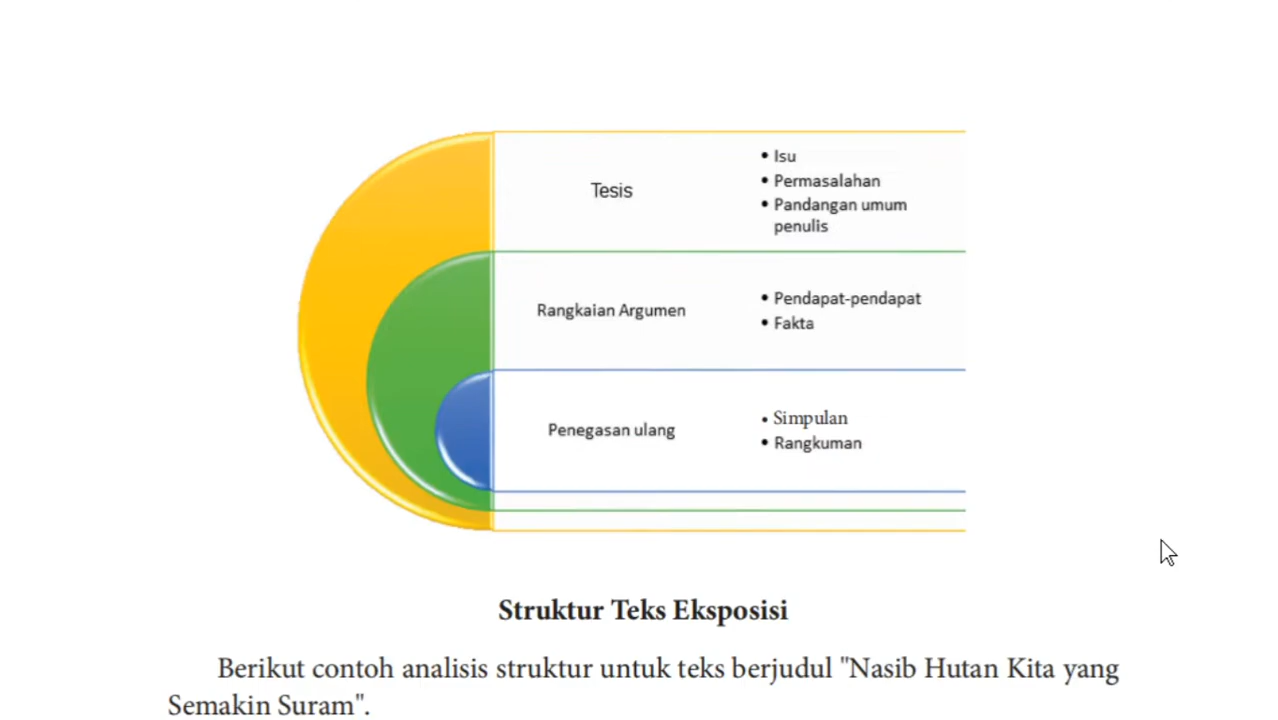 Tesis
• Isu
• Permasalahan
• Pandangan umum
penulis
Rangkaian Argumen
• Pendapat-pendapat
• Fakta
Penegasan ulang
• Simpulan
• Rangkuman
Struktur Teks Eksposisi
Berikut contoh analisis struktur untuk teks berjudul "Nasib Hutan Kita yang
Semakin Suram".